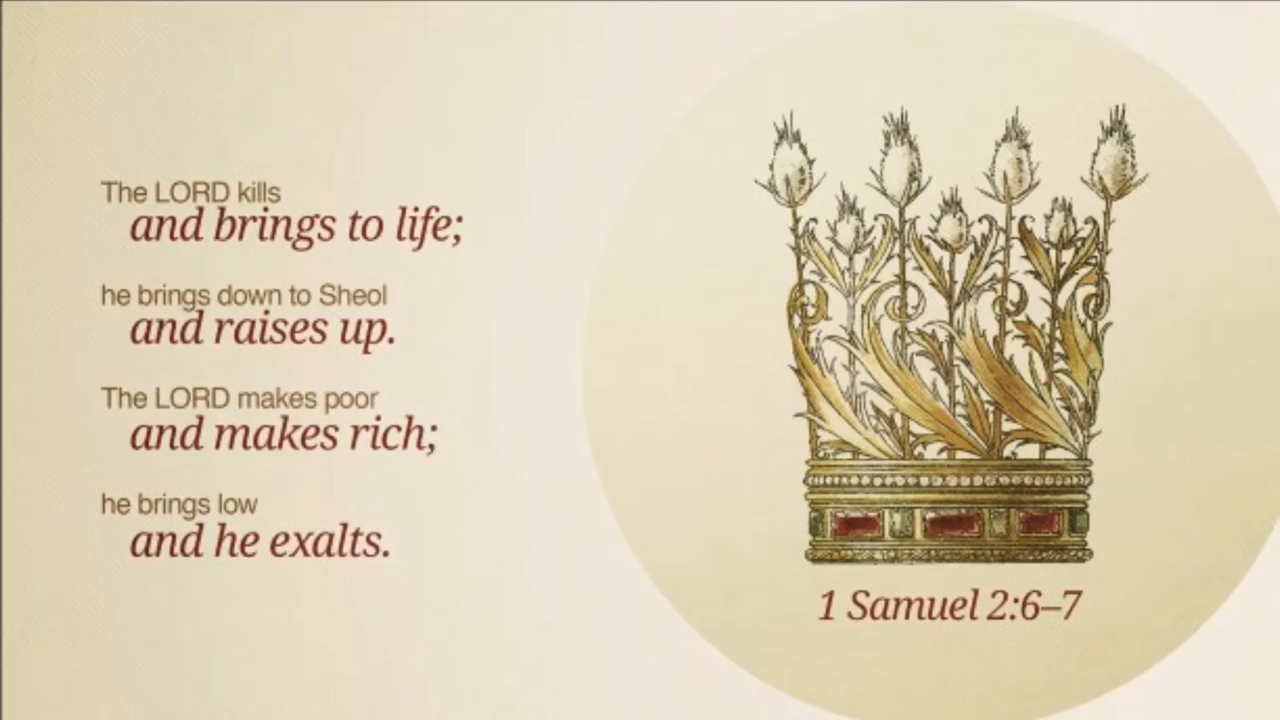 The LORD kills
and brings to life;
he brings down to Sheol
and raises up.
The LORD makes poor
and makes rich;
he brings low
and he exalts.
1 Samuel 2:6–7